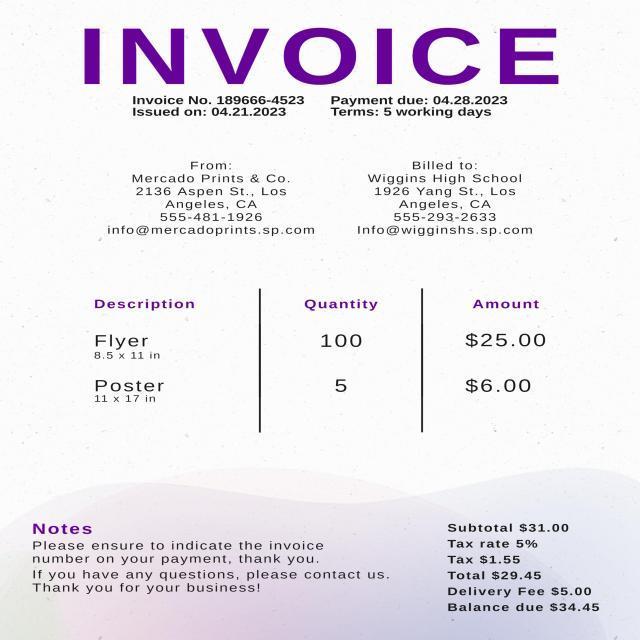 INVOICE
Invoice No. 189666-4523
Issued on: 04.21.2023
Payment due: 04.28.2023
Terms: 5 working days
From:
Mercado Prints & Co.
2136 Aspen St., Los
Angeles, CA
555-481-1926
info@mercadoprints.sp.com
Billed to:
Wiggins High School
1926 Yang St., Los
Angeles, CA
555-293-2633
Info@wigginshs.sp.com
Description Quantity Amount
Flyer 100 $25.00
8.5 x 11 in
Poster 5 $6.00
11 x 17 in
Notes
Please ensure to indicate the invoice
number on your payment, thank you.
If you have any questions, please contact us.
Thank you for your business!
Subtotal $31.00
Tax rate 5%
Tax $1.55
Total $29.45
Delivery Fee $5.00
Balance due $34.45